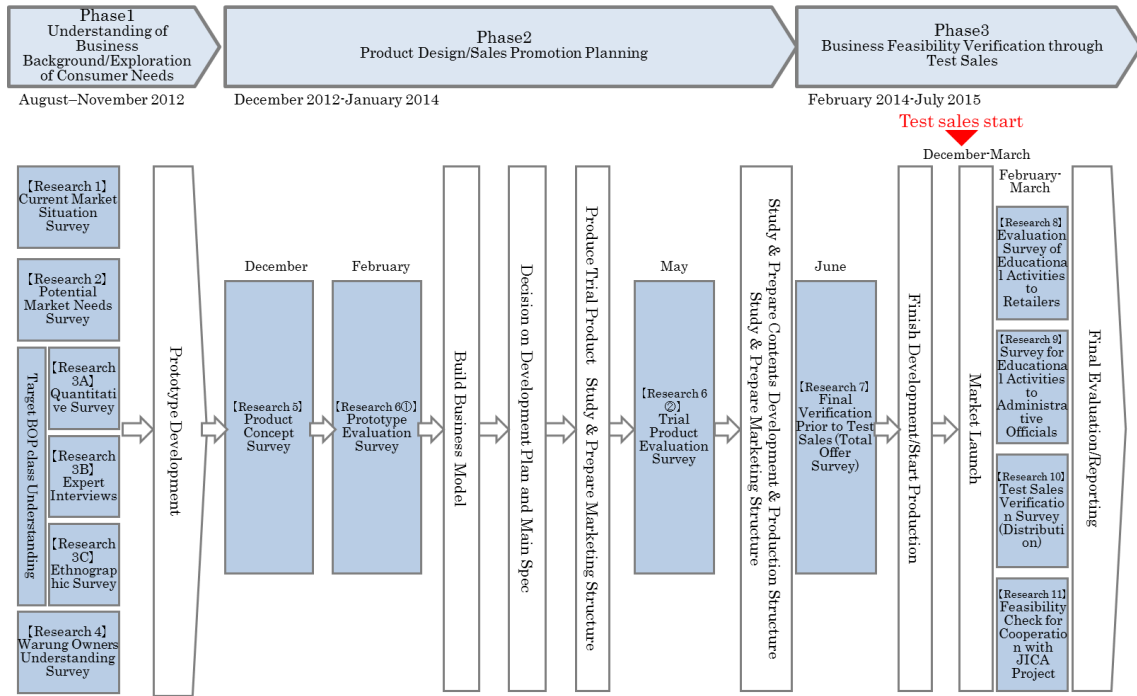 Phase1
Understanding of
Business
Background/Exploration
of Consumer Needs
Phase2
Product Design/Sales Promotion Planning
Phase3
Business Feasibility Verification through
Test Sales
August–November 2012
December 2012-January 2014
February 2014-July 2015
Test sales start
December-March
February-
March
【Research 1】
Current Market
Situation
Survey
【Research 2】
Potential
Market Needs
Survey
Target BOP class Understanding
【Research
3A】
Quantitati
ve Survey
【Research
3B】
Expert
Interviews
【Research
3C】
Ethnogra
phic Survey
【Research 4】
Warung Owners
Understanding
Survey
Prototype Development
December
【Research 5】
Product
Concept Survey
February
【Research 6①】
Prototype
Evaluation
Survey
Build Business Model
Decision on Development Plan and Main Spec
Produce Trial Product　Study & Prepare Marketing Structure
May
【Research 6
②】
Trial
Product
Evaluation
Survey
Study & Prepare Contents Development & Production Structure
Study & Prepare Marketing Structure
June
【Research 7】
Final
Verification
Prior to Test
Sales (Total
Offer Survey)
Finish Development/Start Production
Market Launch
【Research 8】
Evaluation
Survey of
Educationa
l Activities
to
Retailers
【Research 9】
Survey for
Educationa
l Activities
to
Administra
tive
Officials
【Research 10】
Test Sales
Verificatio
n Survey
(Distributi
on)
【Research 11】
Feasibility
Check for
Cooperatio
n with
JICA
Project
Final Evaluation/Reporting